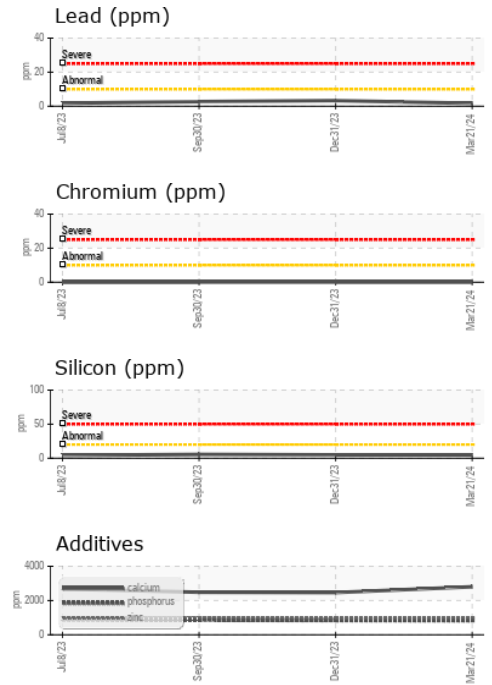 Lead (ppm)
40
Severe
20
ppm
Abnormal
0
Jul8/23
Sep30/23
Dec31/23
Mar21/24
Chromium (ppm)
40
Severe
20
ppm
Abnormal
0
Jul8/23
Sep30/23
Dec31/23
Mar21/24
Silicon (ppm)
100
Severe
50
ppm
Abnormal
0
Jul8/23
Sep30/23
Dec31/23
Mar21/24
Additives
4000
calcium
2000
ppm
phosphorus
zinc
0
Jul8/23
Sep30/23
Dec31/23
Mar21/24